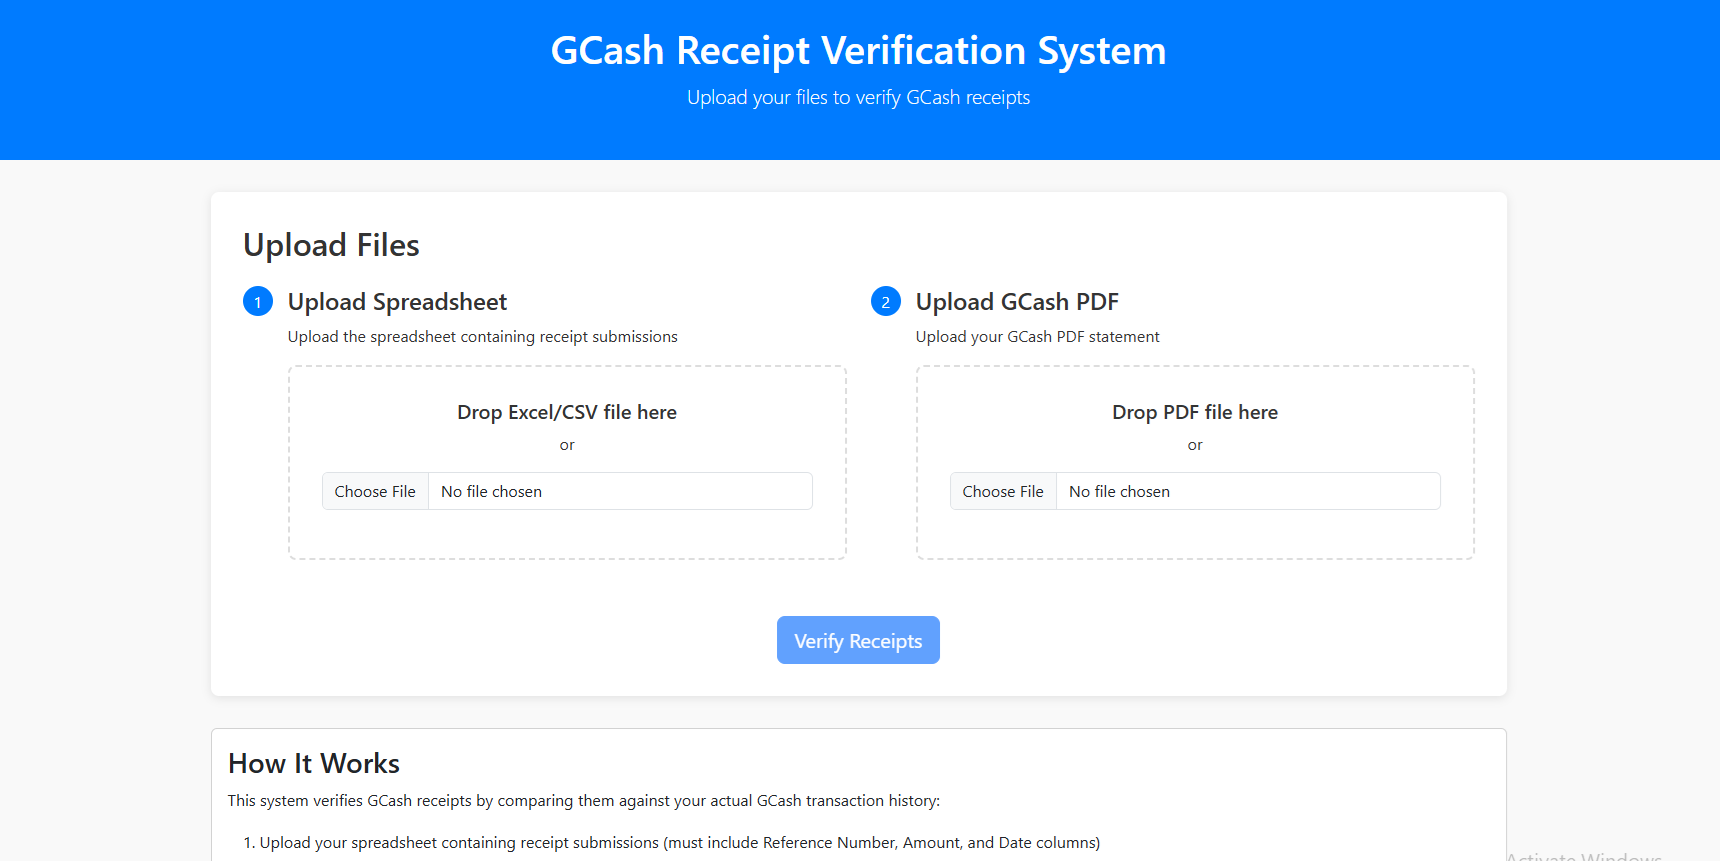 GCash Receipt Verification System
Upload your files to verify GCash receipts
Upload Files
1 Upload Spreadsheet
Upload the spreadsheet containing receipt submissions
Drop Excel/CSV file here
or
Choose File No file chosen
2 Upload GCash PDF
Upload your GCash PDF statement
Drop PDF file here
or
Choose File No file chosen
Verify Receipts
How It Works
This system verifies GCash receipts by comparing them against your actual GCash transaction history:
1. Upload your spreadsheet containing receipt submissions (must include Reference Number, Amount, and Date columns)
Activate Windows